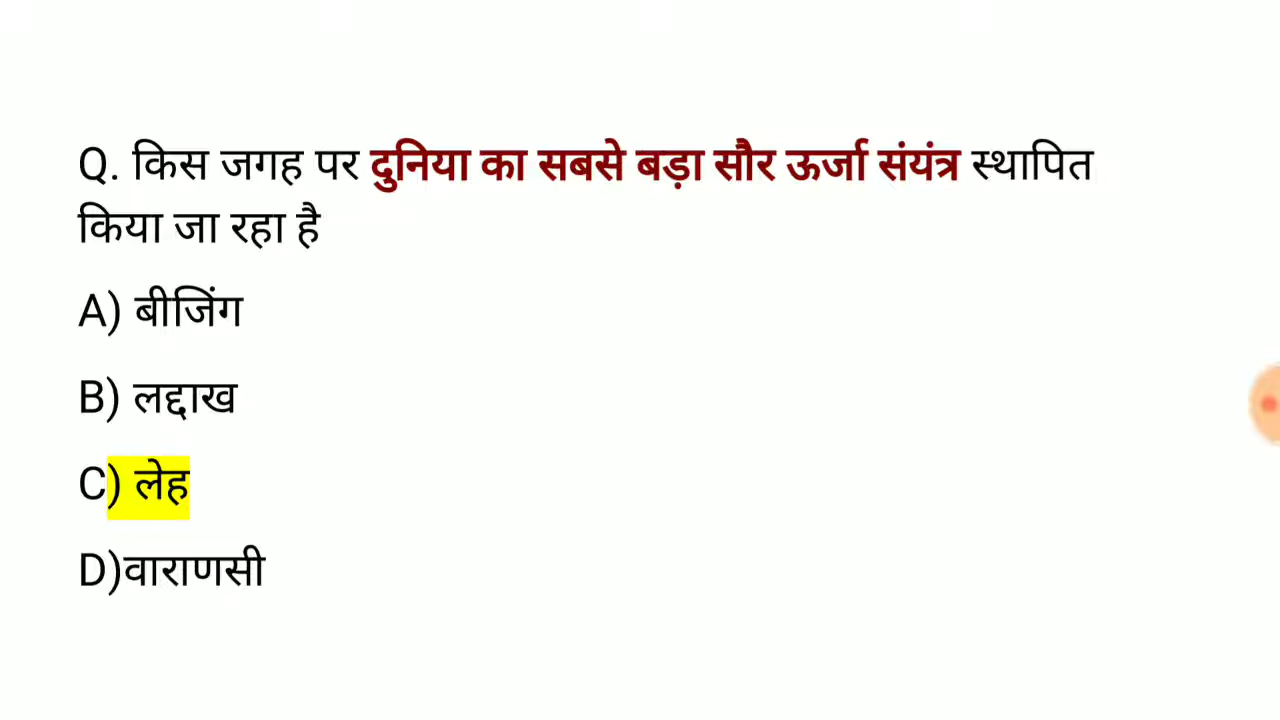 Q. किस जगह पर दुनिया का सबसे बड़ा सौर ऊर्जा संयंत्र स्थापित
किया जा रहा है
A) बीजिंग
B) लद्दाख
C) लेह
D)वाराणसी